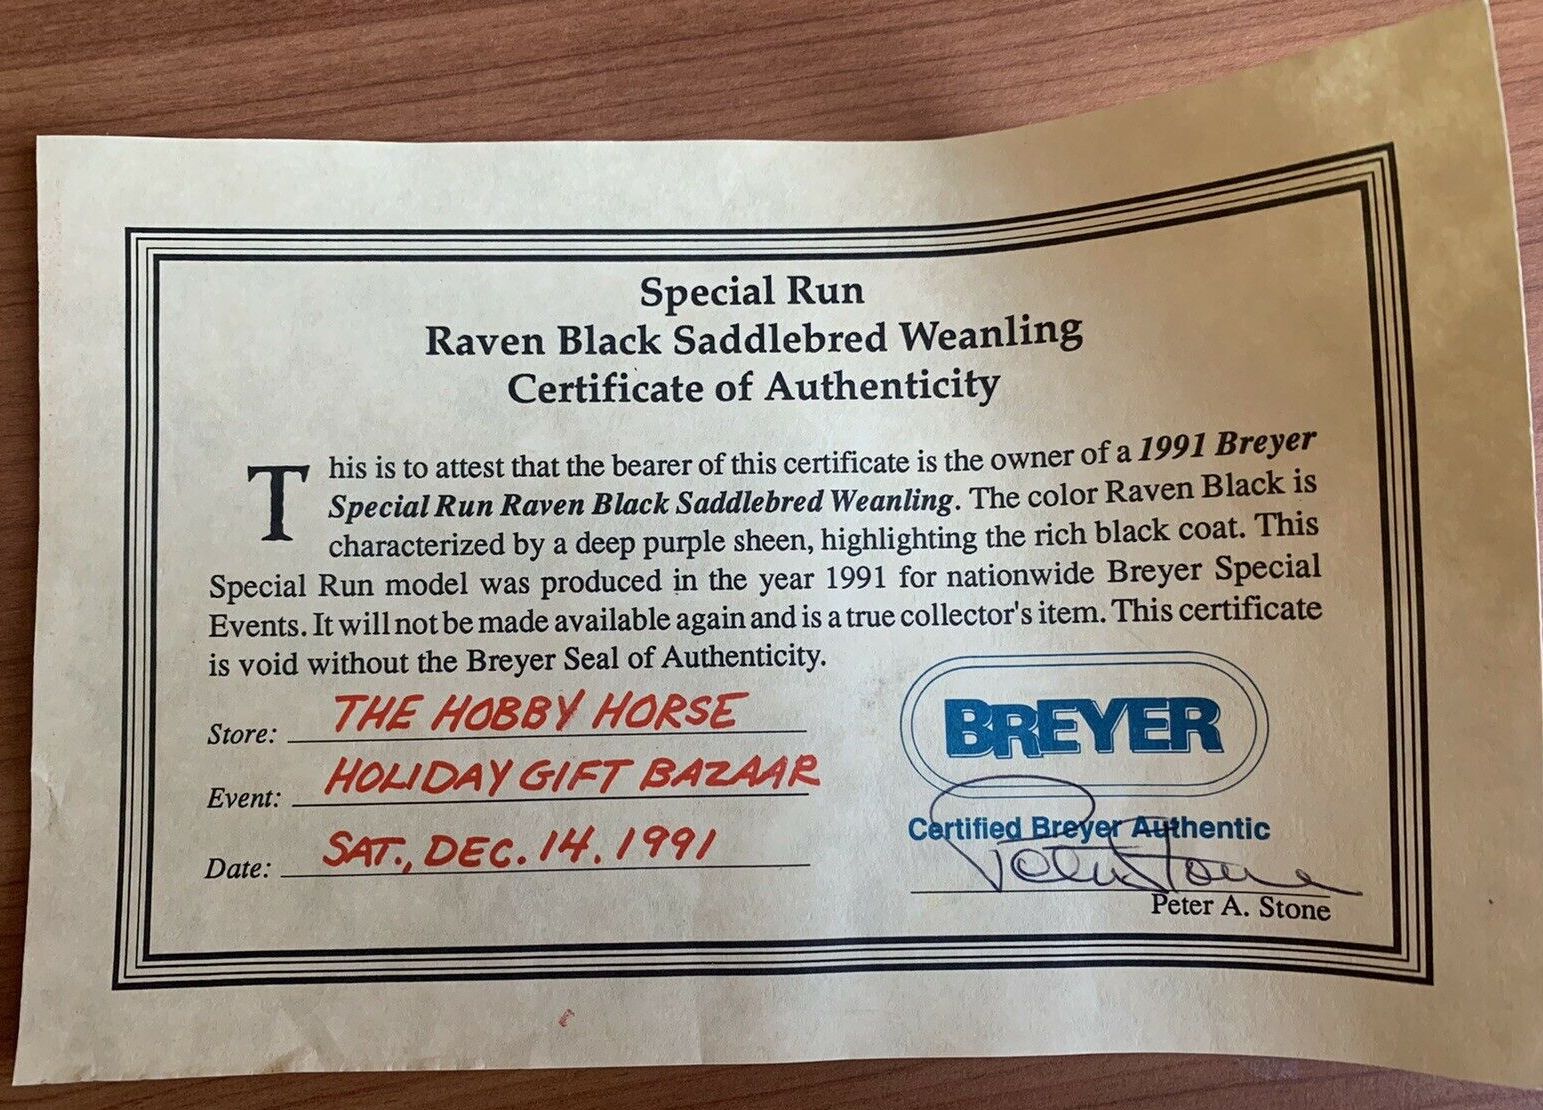 Special Run
Raven Black Saddlebred Weanling
Certificate of Authenticity
This is to attest that the bearer of this certificate is the owner of a 1991 Breyer
Special Run Raven Black Saddlebred Weanling. The color Raven Black is
characterized by a deep purple sheen, highlighting the rich black coat. This
Special Run model was produced in the year 1991 for nationwide Breyer Special
Events. It will not be made available again and is a true collector's item. This certificate
is void without the Breyer Seal of Authenticity.
Store: THE HOBBY HORSE
Event: HOLIDAY GIFT BAZAAR
Date: SAT., DEC. 14. 1991
BREYER
Certified Breyer Authentic
Peter Stone
Peter A. Stone